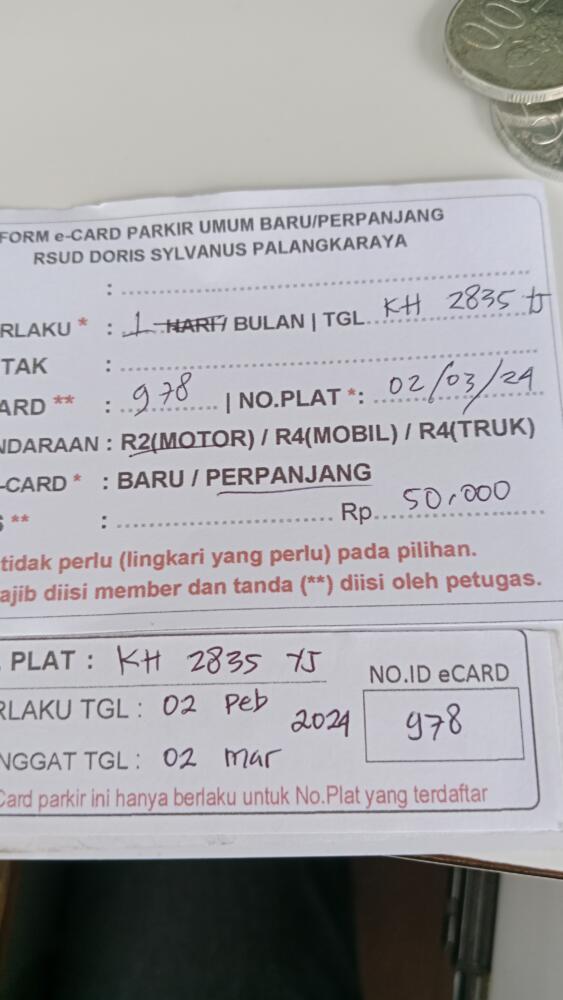 FORM e-CARD PARKIR UMUM BARU/PERPANJANG
RSUD DORIS SYLVANUS PALANGKARAYA
: ........................
RLAKU * : 1 HARI / BULAN | TGL. KH 2835
TAK : ........................
ARD ** : 978 | NO.PLAT *: 02/03/24
NDARAAN : R2(MOTOR) / R4(MOBIL) / R4(TRUK)
-CARD * : BARU / PERPANJANG
S ** : ........................ Rp. 50.000
tidak perlu (lingkari yang perlu) pada pilihan.
ajib diisi member dan tanda (**) diisi oleh petugas.
PLAT : KH 2835
NO.ID eCARD
RLAKU TGL : 02 Peb 2024
978
NGGAT TGL : 02 mar
Card parkir ini hanya berlaku untuk No.Plat yang terdaftar